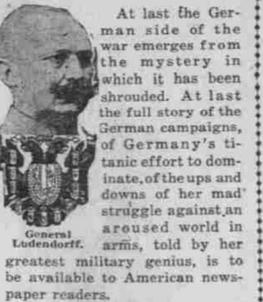 At last the Ger-
man side of the
war emerges from
the mystery in
which it has been
shrouded. At last
the full story of the
German campaigns,
of Germany's ti-
tanic effort to dom-
inate, of the ups and
downs of her mad
struggle against an
aroused world in
arms, told by her
greatest military genius, is to
be available to American news-
paper readers.
General
Ludendorff.